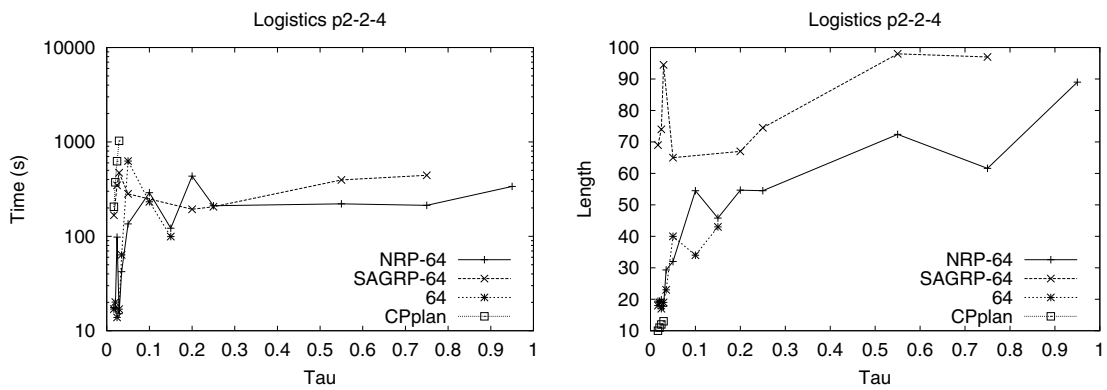 Logistics p2-2-4
10000
1000
100
10
Time (s)
0 0.1 0.2 0.3 0.4 0.5 0.6 0.7 0.8 0.9 1
Tau
NRP-64
SAGRP-64
64
CPplan
Logistics p2-2-4
100
90
80
70
60
50
40
30
20
10
Length
0 0.1 0.2 0.3 0.4 0.5 0.6 0.7 0.8 0.9 1
Tau
NRP-64
SAGRP-64
64
CPplan